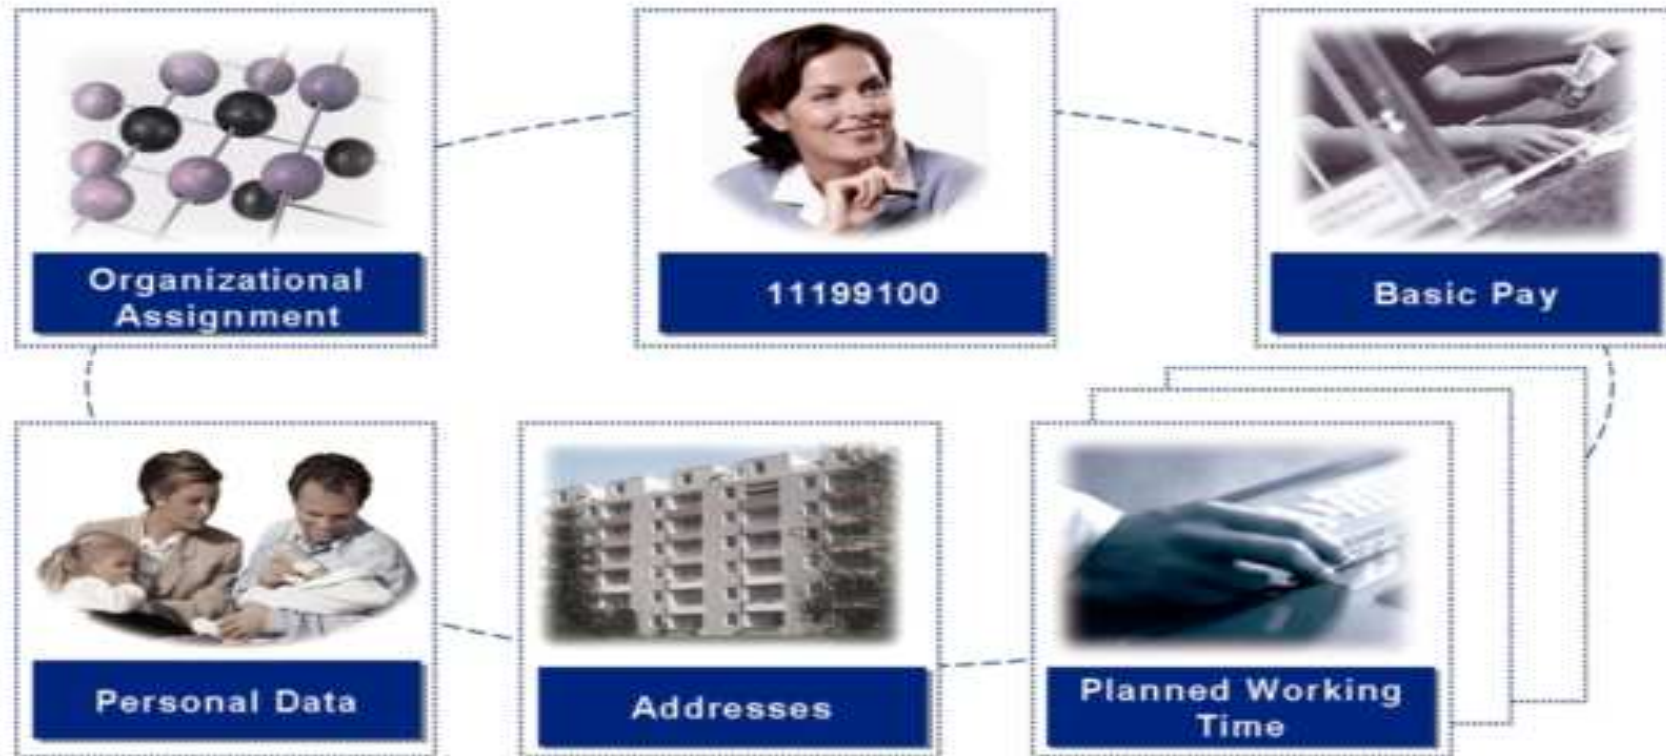 Organizational
Assignment
11199100
Basic Pay
Personal Data
Addresses
Planned Working
Time